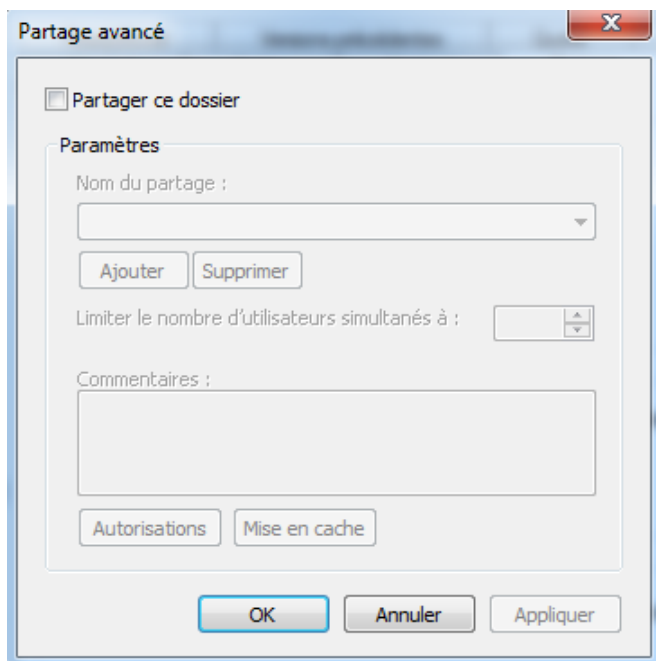 Partage avancé
Partager ce dossier
Paramètres
Nom du partage :
Ajouter Supprimer
Limiter le nombre d'utilisateurs simultanés à :
Commentaires :
Autorisations Mise en cache
OK Annuler Appliquer